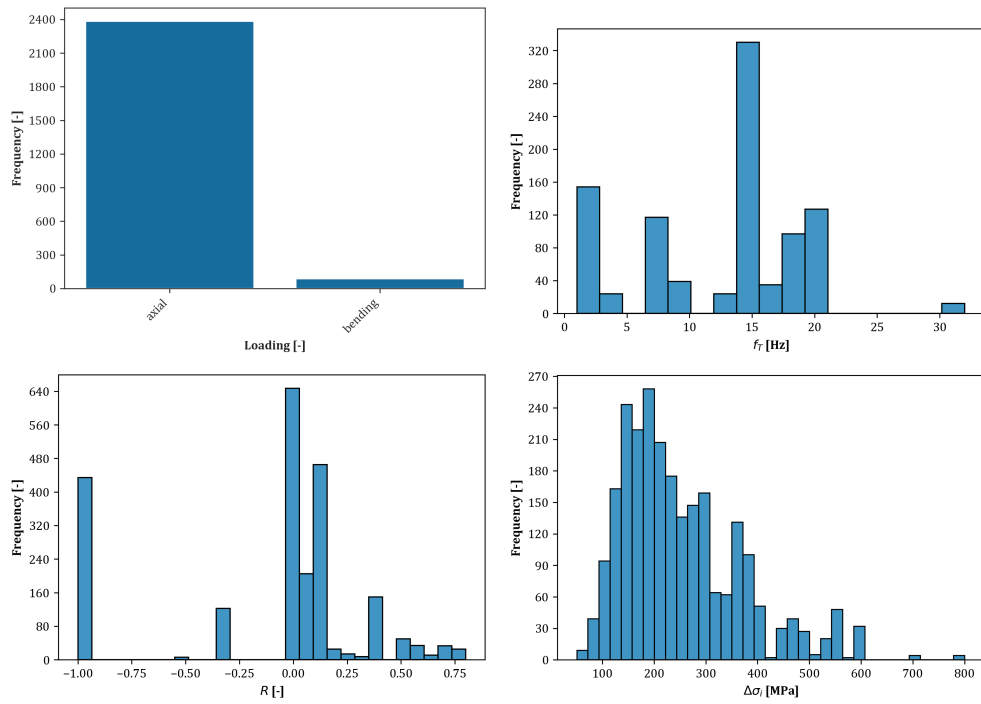 2400
2100
1800
1500
1200
900
600
300
0
Frequency [-]
axial
bending
Loading [-]
320
280
240
200
160
120
80
40
0
Frequency [-]
0 5 10 15 20 25 30
f_T [Hz]
640
560
480
400
320
240
160
80
0
Frequency [-]
−1.00 −0.75 −0.50 −0.25 0.00 0.25 0.50 0.75
R [-]
270
240
210
180
150
120
90
60
30
0
Frequency [-]
100 200 300 400 500 600 700 800
Δσ_i [MPa]